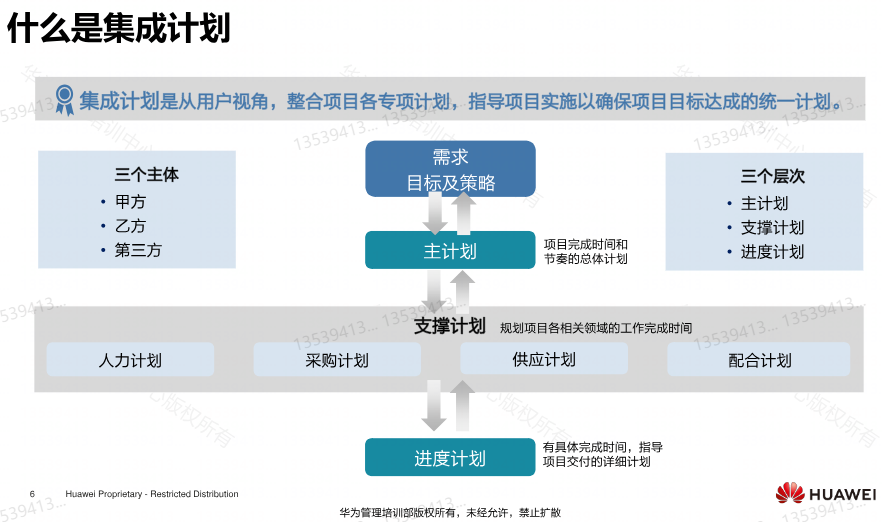 什么是集成计划
集成计划是从用户视角，整合项目各专项计划，指导项目实施以确保项目目标达成的统一计划。
三个主体
• 甲方
• 乙方
• 第三方
需求
目标及策略
主计划
项目完成时间和
节奏的总体计划
三个层次
• 主计划
• 支撑计划
• 进度计划
支撑计划 规划项目各相关领域的工作完成时间
人力计划
采购计划
供应计划
配合计划
进度计划
有具体完成时间，指导
项目交付的详细计划
6
Huawei Proprietary - Restricted Distribution
HUAWEI
华为管理培训部版权所有，未经允许，禁止扩散
13539413...
©版权所有